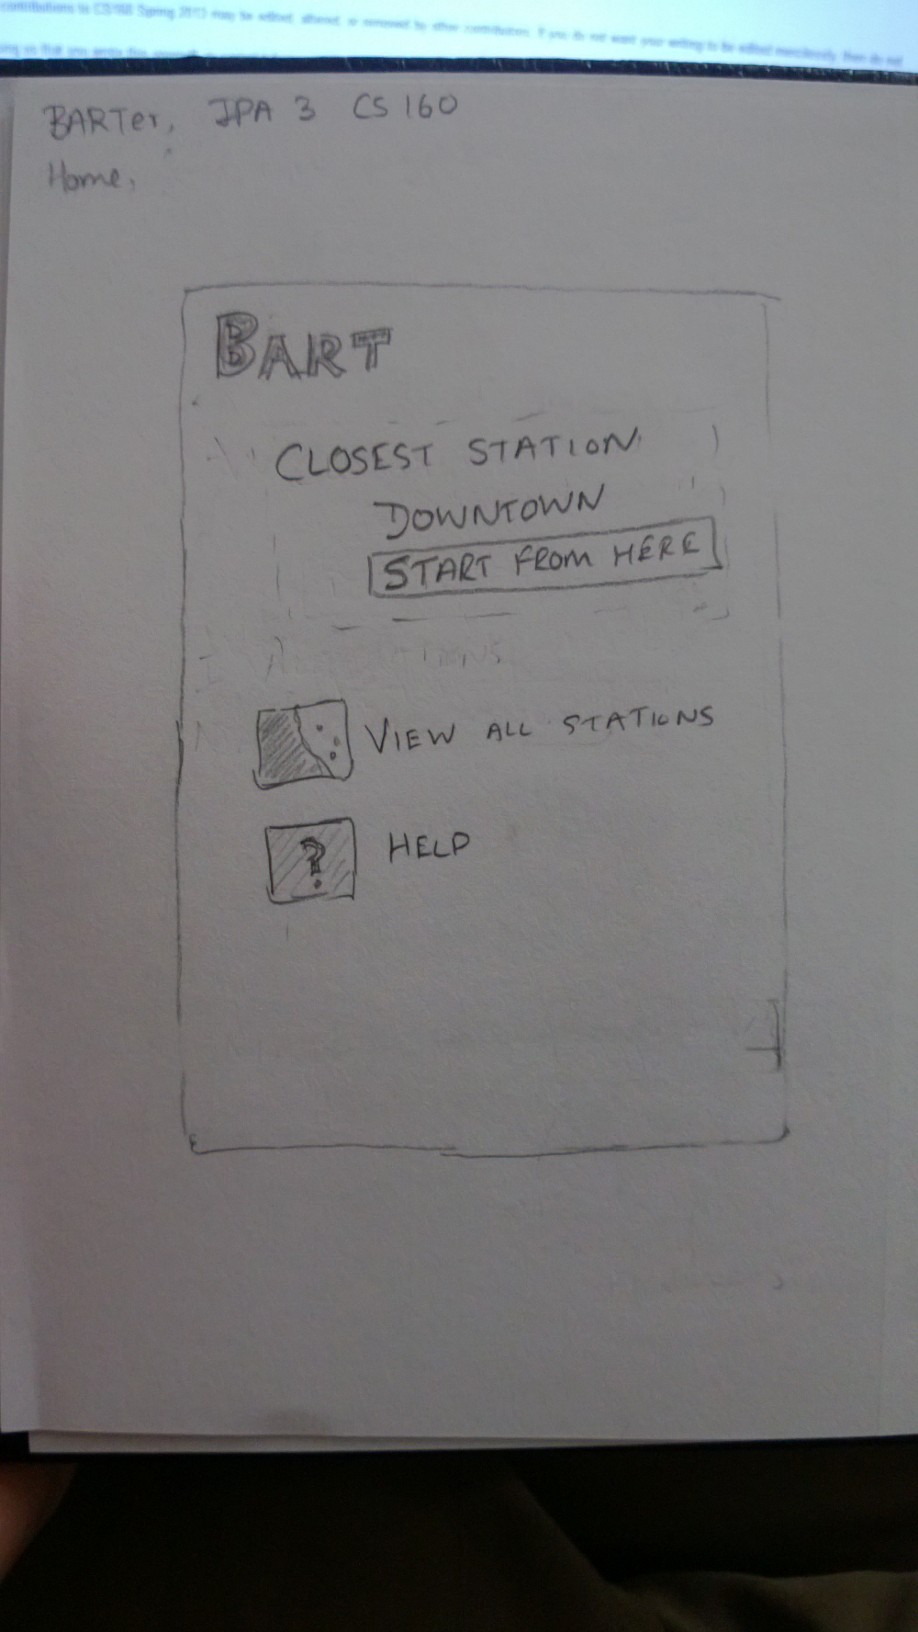 contributions to CS160 Spring 2013 may be edited, altered, or removed by other contributors. If you do not want your writing to be edited mercilessly, then do not
BARTer, IPA 3 CS 160
Home,
BART
CLOSEST STATION
DOWNTOWN
START FROM HERE
VIEW ALL STATIONS
? HELP